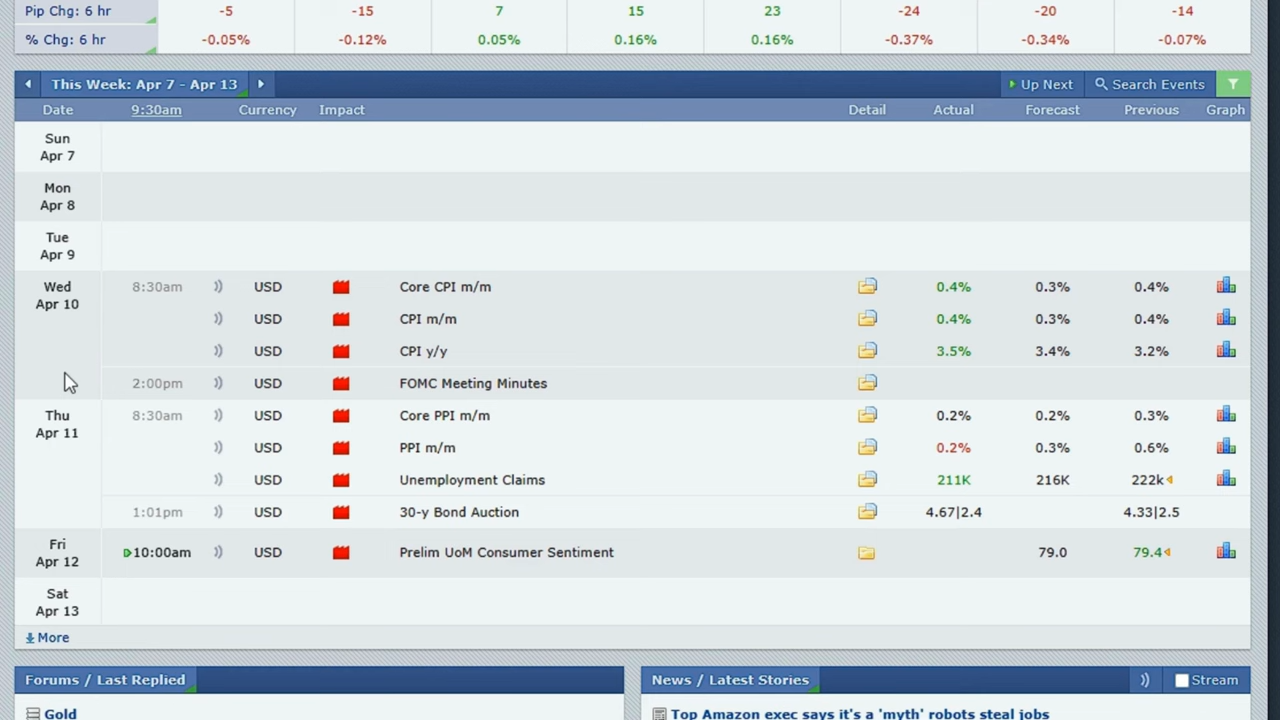 Pip Chg: 6 hr -5 -15 7 15 23 -24 -20 -14
% Chg: 6 hr -0.05% -0.12% 0.05% 0.16% 0.16% -0.37% -0.34% -0.07%
This Week: Apr 7 - Apr 13 Up Next Search Events
Date 9:30am Currency Impact Detail Actual Forecast Previous Graph
Sun
Apr 7
Mon
Apr 8
Tue
Apr 9
Wed
Apr 10
8:30am USD Core CPI m/m 0.4% 0.3% 0.4%
USD CPI m/m 0.4% 0.3% 0.4%
USD CPI y/y 3.5% 3.4% 3.2%
2:00pm USD FOMC Meeting Minutes
Thu
Apr 11
8:30am USD Core PPI m/m 0.2% 0.2% 0.3%
USD PPI m/m 0.2% 0.3% 0.6%
USD Unemployment Claims 211K 216K 222k
1:01pm USD 30-y Bond Auction 4.67|2.4 4.33|2.5
Fri
Apr 12
10:00am USD Prelim UoM Consumer Sentiment 79.0 79.4
Sat
Apr 13
More
Forums / Last Replied
Gold
News / Latest Stories Stream
Top Amazon exec says it's a 'myth' robots steal jobs